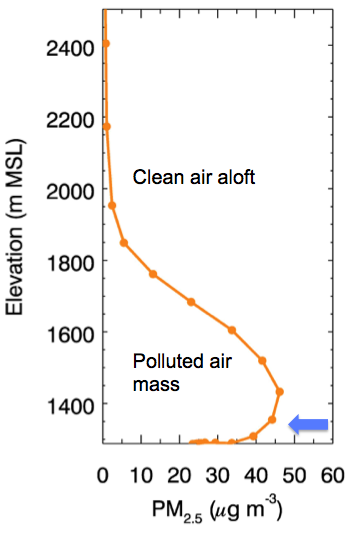 2400
2200
2000
1800
1600
1400
Elevation (m MSL)
Clean air aloft
Polluted air
mass
0 10 20 30 40 50 60
PM2.5 (µg m-3)